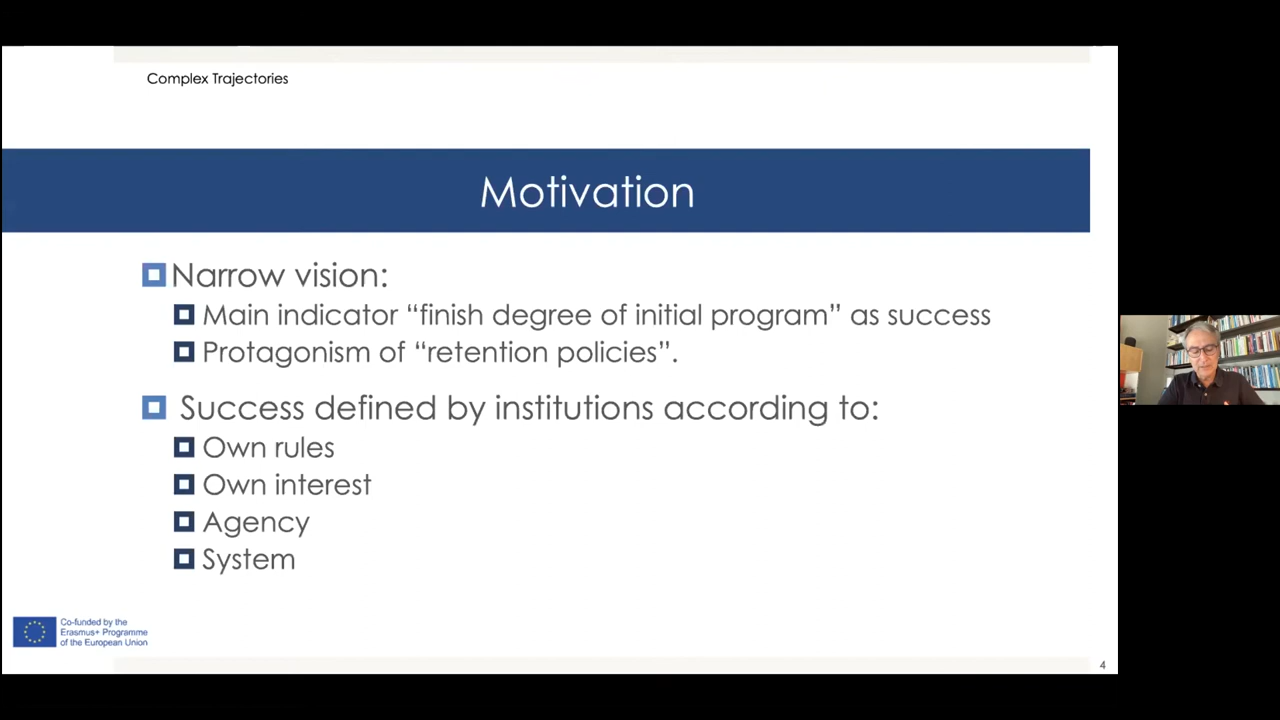 Complex Trajectories
Motivation
Narrow vision:
Main indicator “finish degree of initial program” as success
Protagonism of “retention policies”.
Success defined by institutions according to:
Own rules
Own interest
Agency
System
Co-funded by the
Erasmus+ Programme
of the European Union
4